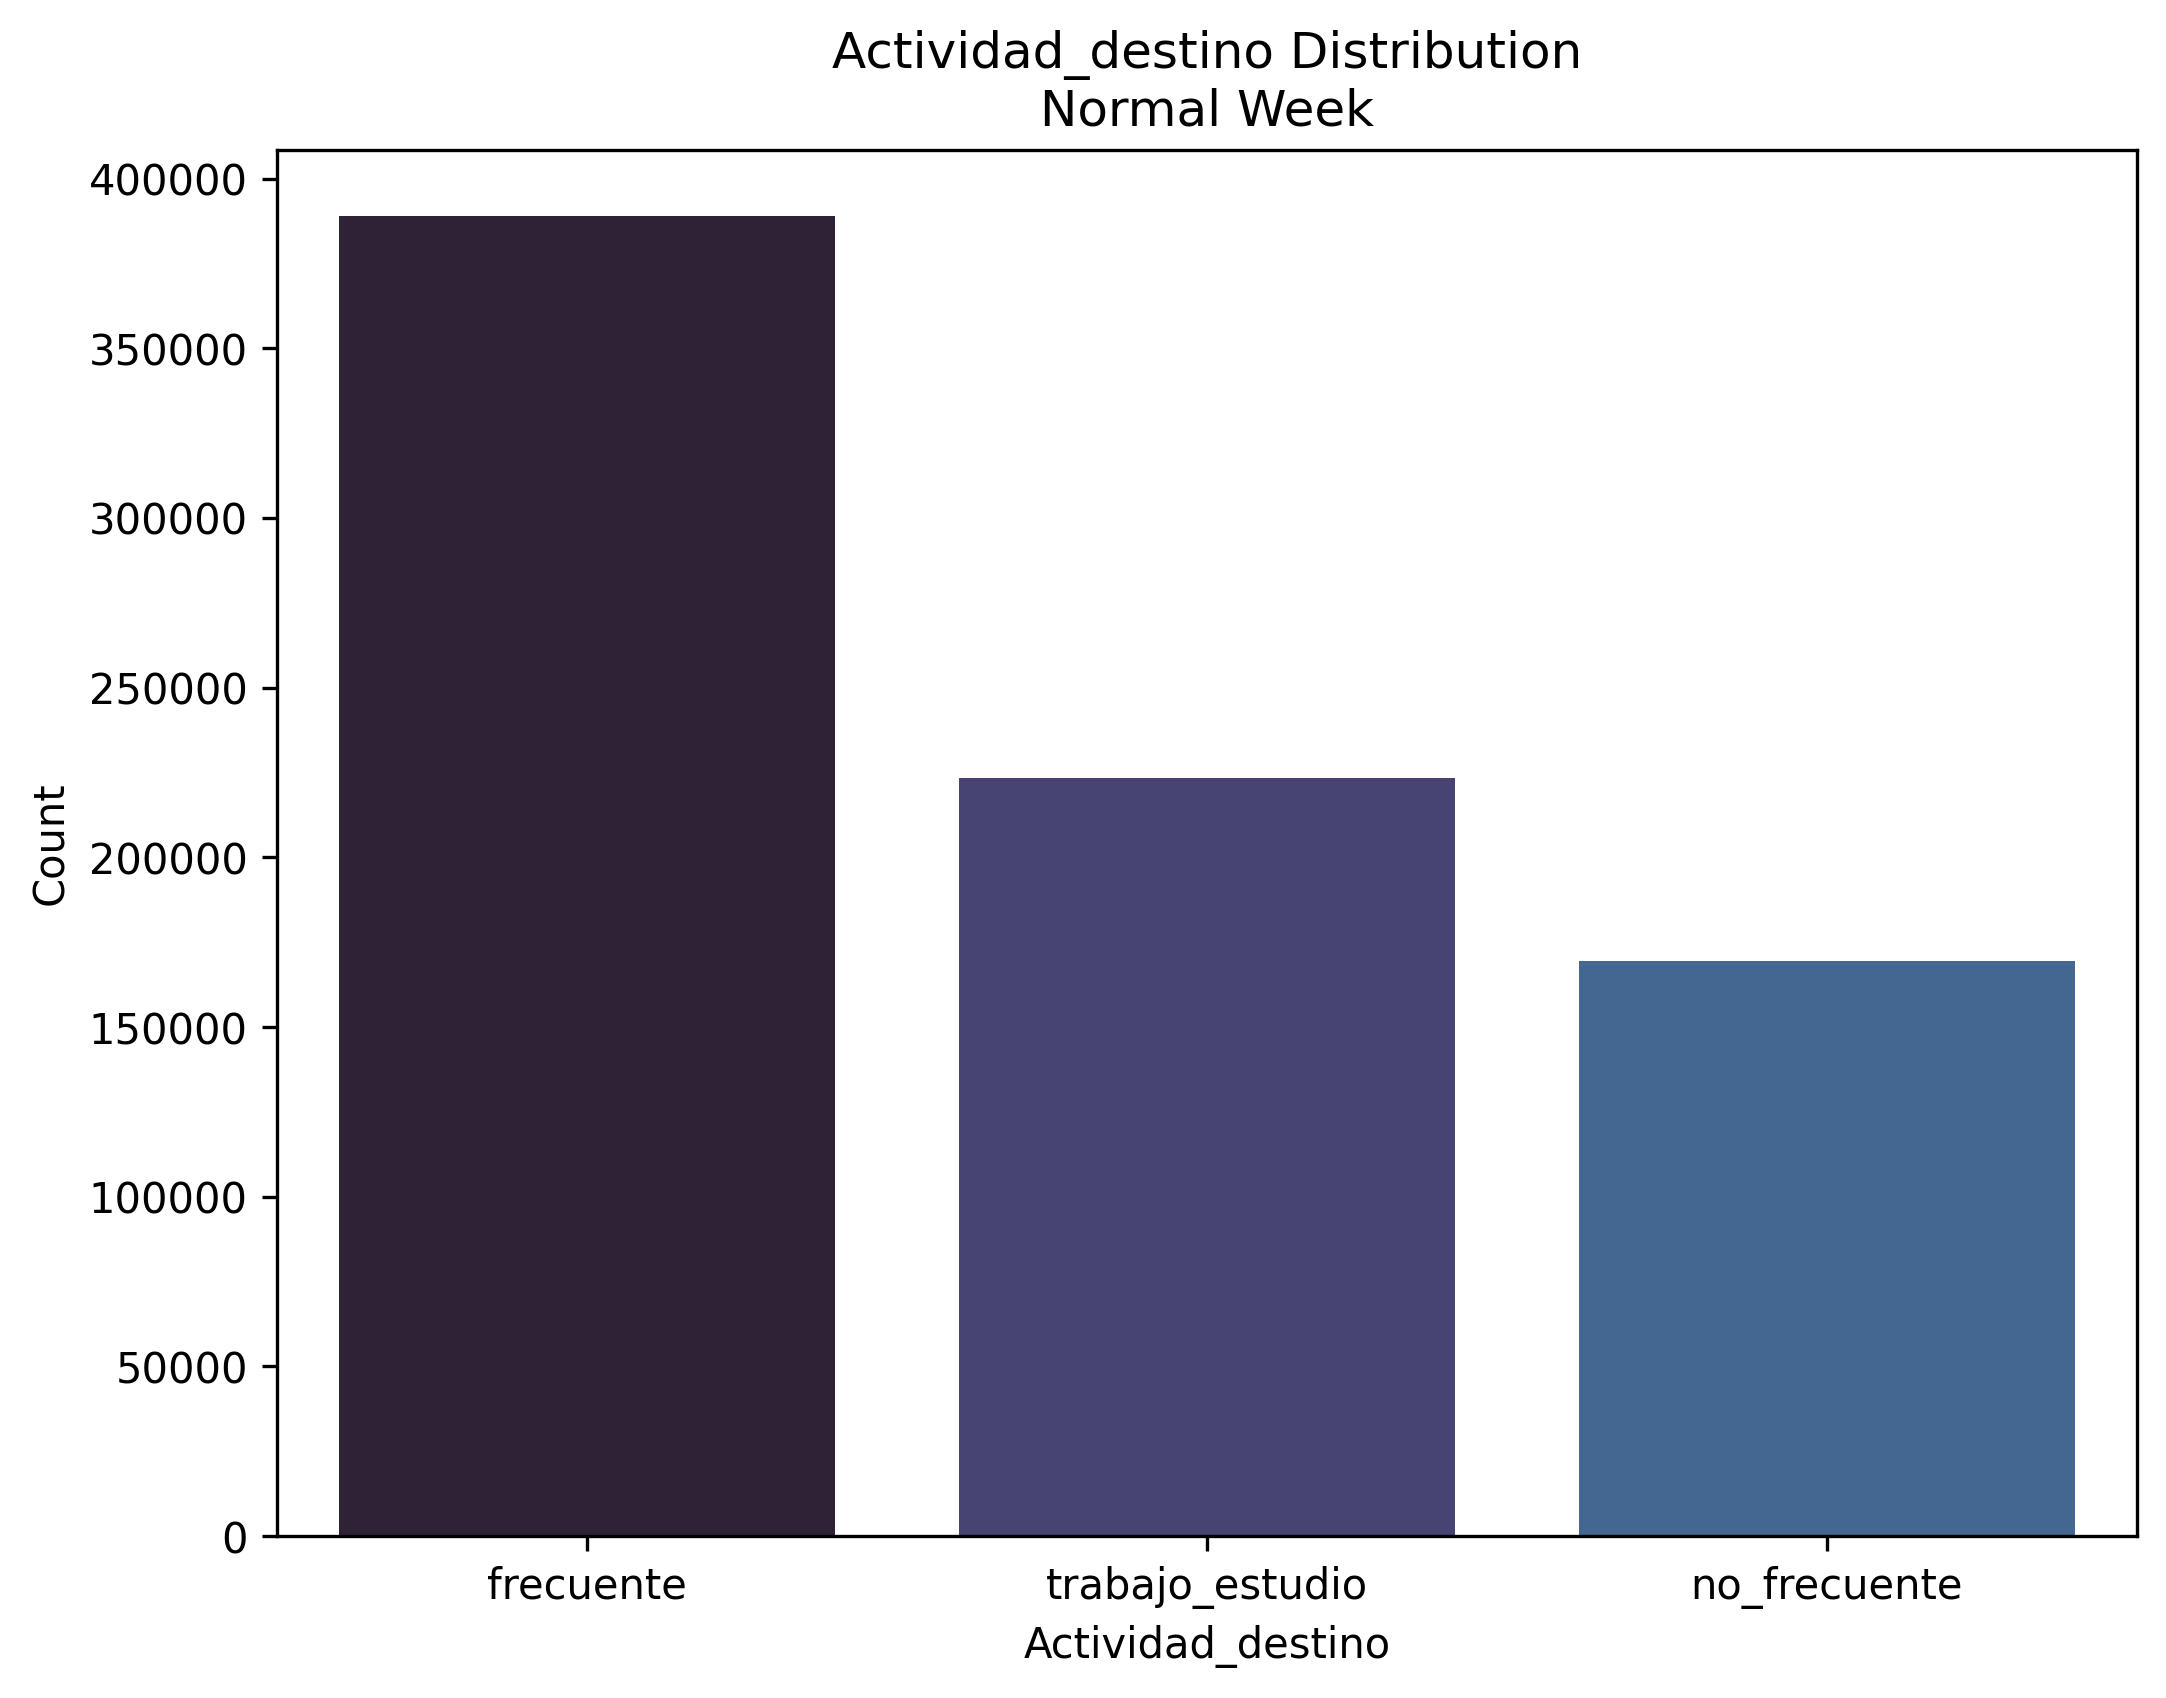 Actividad_destino Distribution
Normal Week
400000
350000
300000
250000
200000
150000
100000
50000
0
Count
frecuente
trabajo_estudio
no_frecuente
Actividad_destino